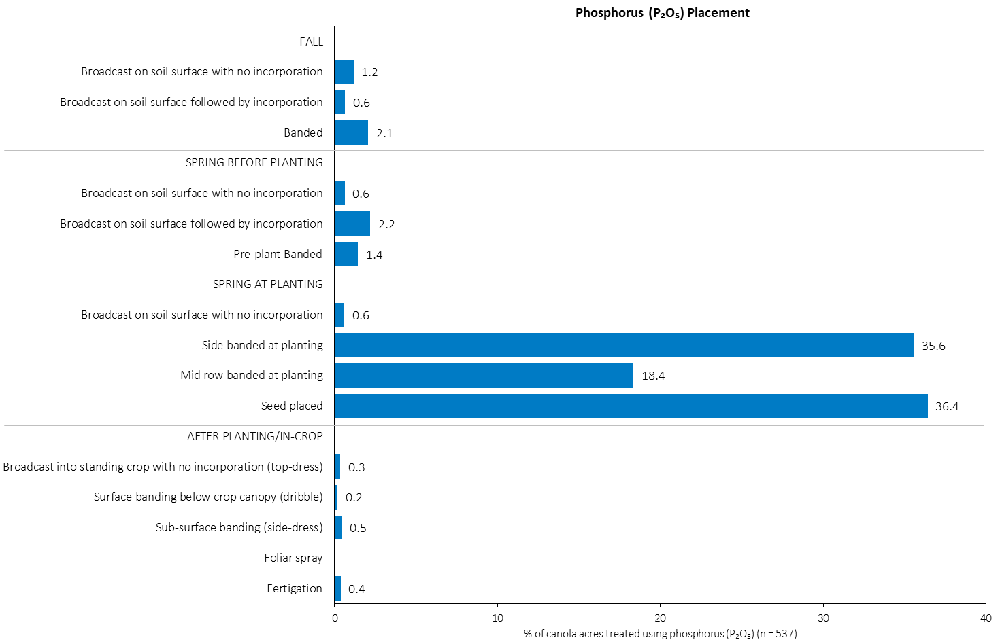 Phosphorus (P₂O₅) Placement
FALL
Broadcast on soil surface with no incorporation 1.2
Broadcast on soil surface followed by incorporation 0.6
Banded 2.1
SPRING BEFORE PLANTING
Broadcast on soil surface with no incorporation 0.6
Broadcast on soil surface followed by incorporation 2.2
Pre-plant Banded 1.4
SPRING AT PLANTING
Broadcast on soil surface with no incorporation 0.6
Side banded at planting 35.6
Mid row banded at planting 18.4
Seed placed 36.4
AFTER PLANTING/IN-CROP
Broadcast into standing crop with no incorporation (top-dress) 0.3
Surface banding below crop canopy (dribble) 0.2
Sub-surface banding (side-dress) 0.5
Foliar spray
Fertigation 0.4
0 10 20 30 40
% of canola acres treated using phosphorus (P₂O₅) (n = 537)